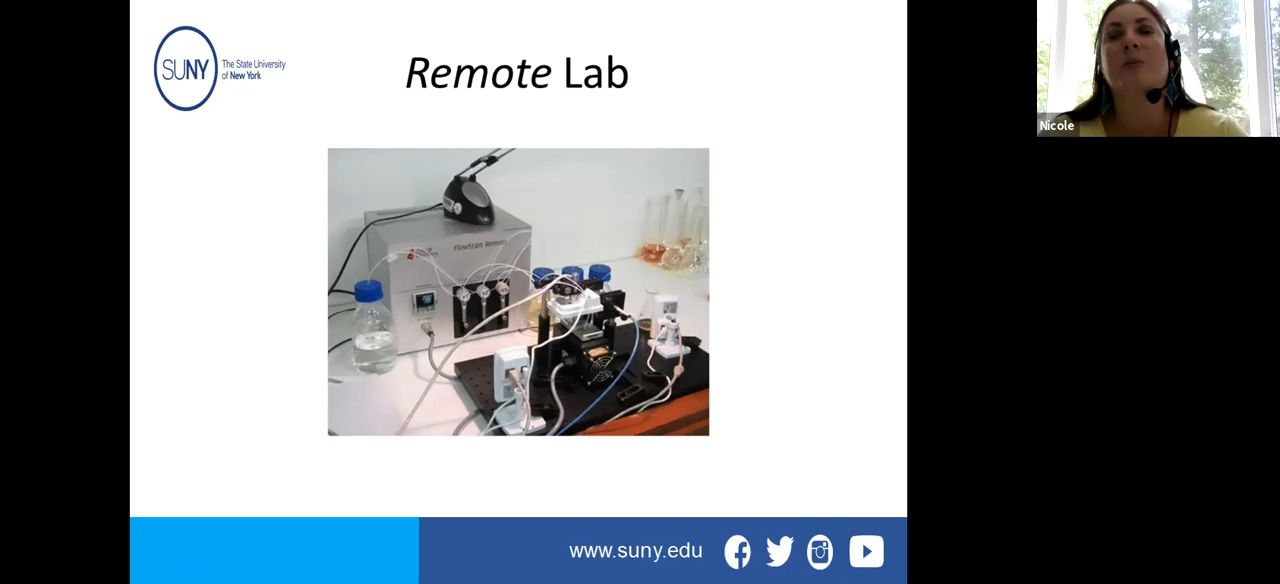 SUNY
The State University
of New York
Remote Lab
FlowStart Remote
Nicole
www.suny.edu